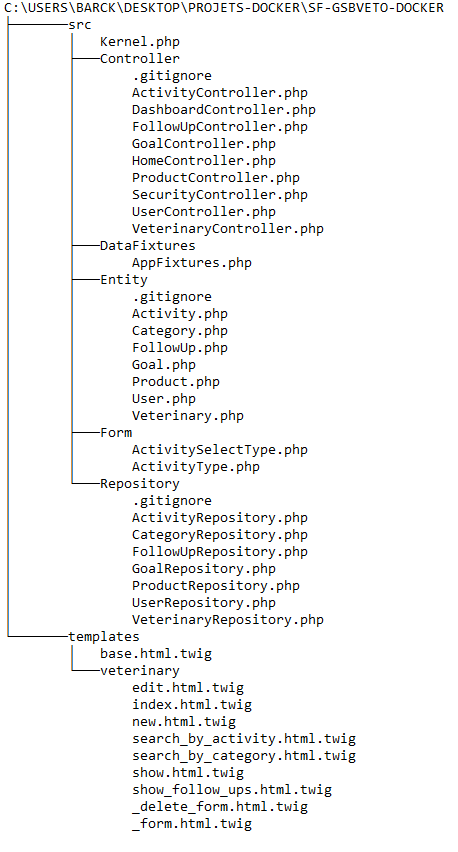 C:\USERS\BARCK\DESKTOP\PROJETS-DOCKER\SF-GSBVETO-DOCKER
src
Kernel.php
Controller
.gitignore
ActivityController.php
DashboardController.php
FollowUpController.php
GoalController.php
HomeController.php
ProductController.php
SecurityController.php
UserController.php
VeterinaryController.php
DataFixtures
AppFixtures.php
Entity
.gitignore
Activity.php
Category.php
FollowUp.php
Goal.php
Product.php
User.php
Veterinary.php
Form
ActivitySelectType.php
ActivityType.php
Repository
.gitignore
ActivityRepository.php
CategoryRepository.php
FollowUpRepository.php
GoalRepository.php
ProductRepository.php
UserRepository.php
VeterinaryRepository.php
templates
base.html.twig
veterinary
edit.html.twig
index.html.twig
new.html.twig
search_by_activity.html.twig
search_by_category.html.twig
show.html.twig
show_follow_ups.html.twig
_delete_form.html.twig
_form.html.twig